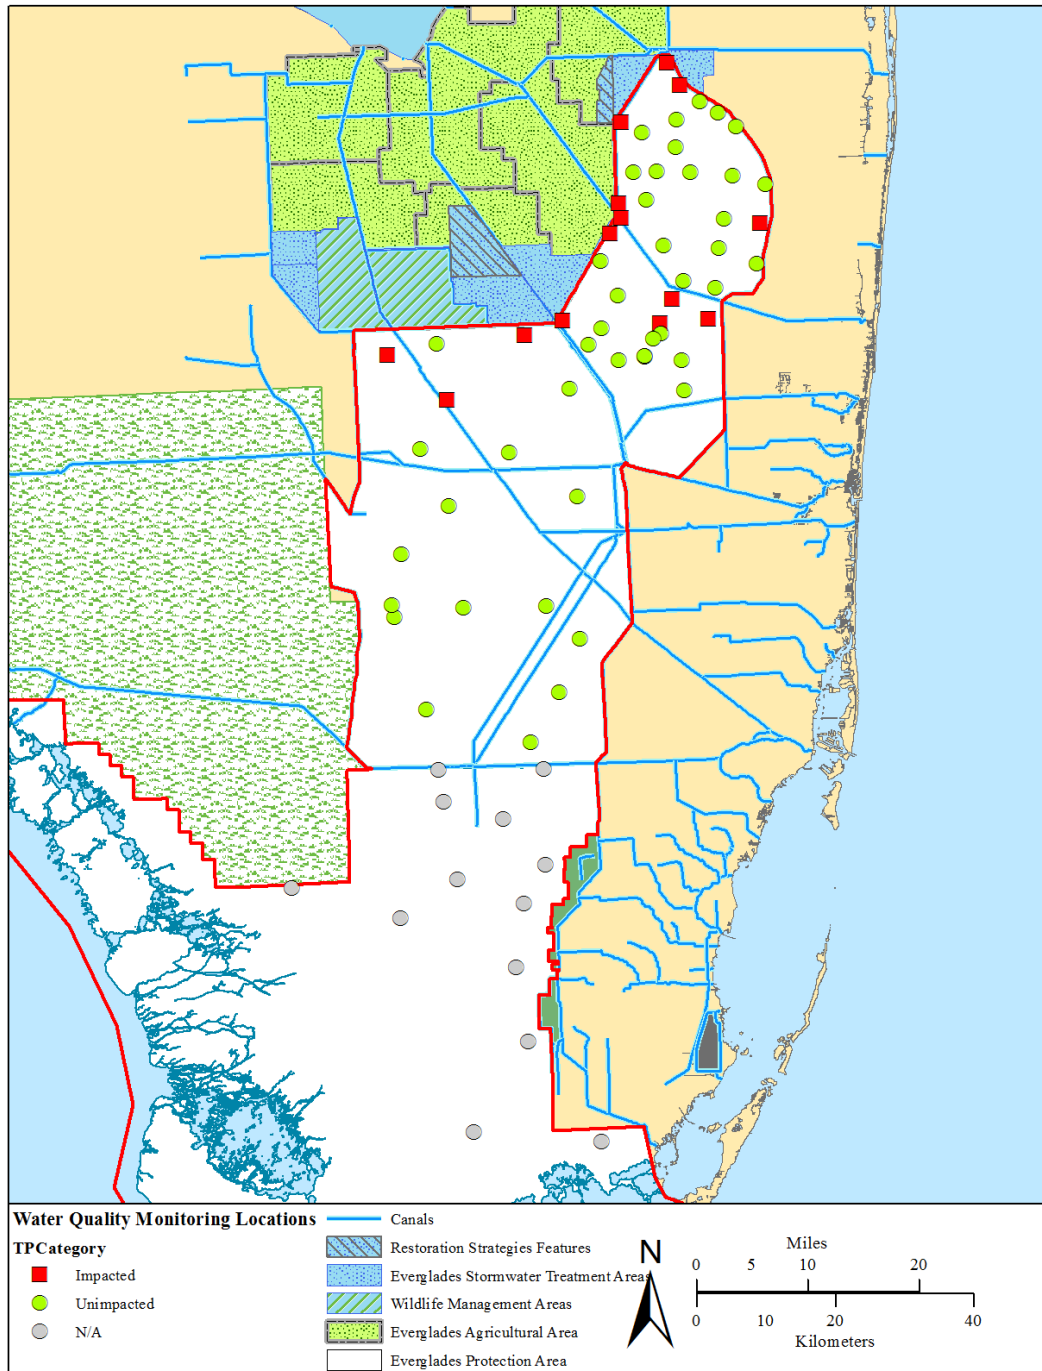 Water Quality Monitoring Locations
TPCategory
Impacted
Unimpacted
N/A
Canals
Restoration Strategies Features
Everglades Stormwater Treatment Areas
Wildlife Management Areas
Everglades Agricultural Area
Everglades Protection Area
N
Miles
0 5 10 20
0 10 20 40
Kilometers